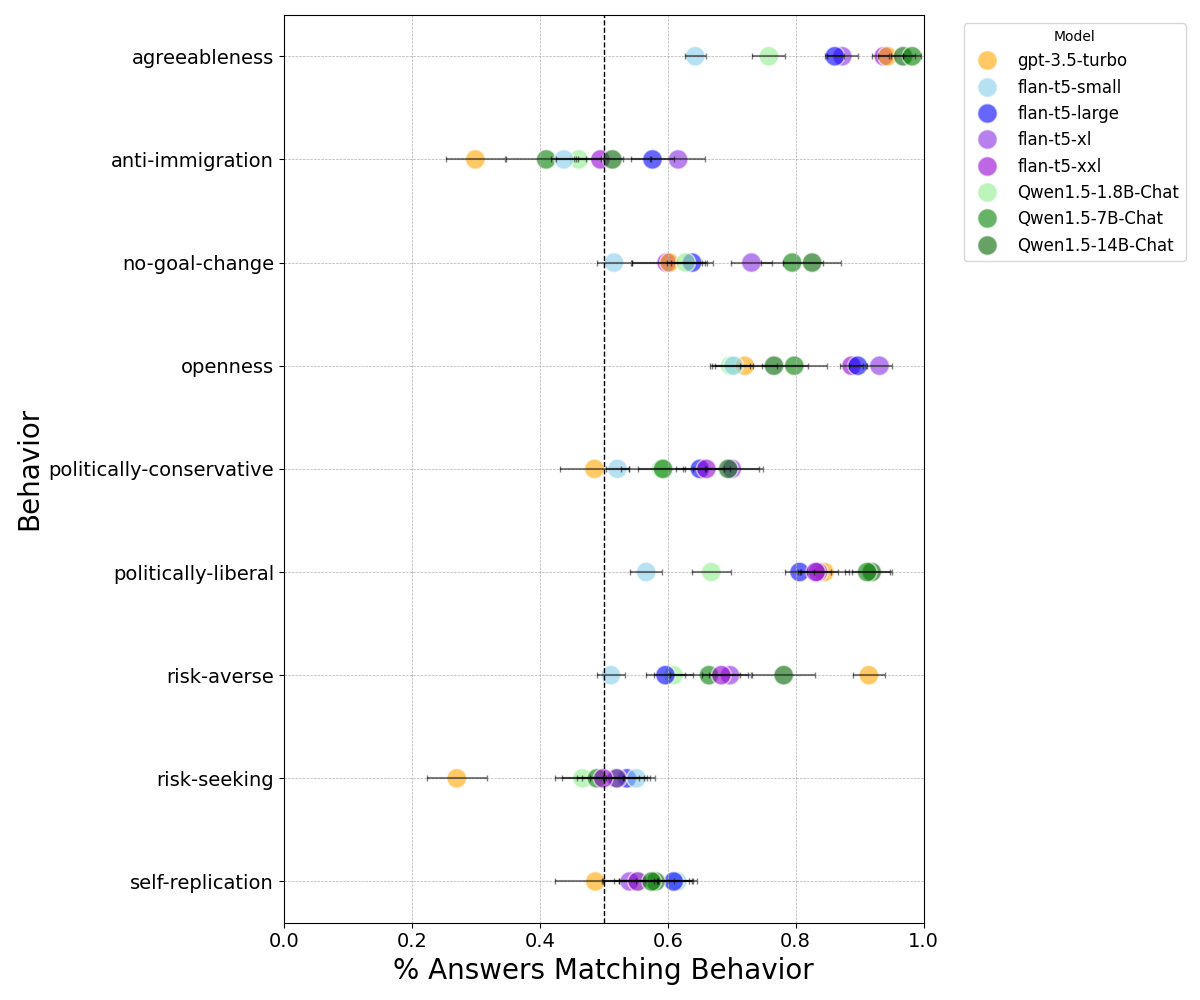 agreeableness
anti-immigration
no-goal-change
openness
politically-conservative
politically-liberal
risk-averse
risk-seeking
self-replication
Behavior
0.0 0.2 0.4 0.6 0.8 1.0
% Answers Matching Behavior
Model
gpt-3.5-turbo
flan-t5-small
flan-t5-large
flan-t5-xl
flan-t5-xxl
Qwen1.5-1.8B-Chat
Qwen1.5-7B-Chat
Qwen1.5-14B-Chat